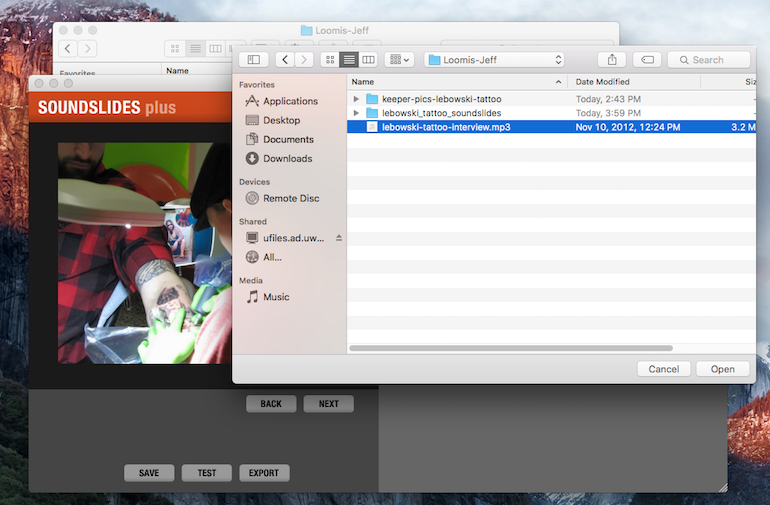 Loomis-Jeff
Favorites
Name
Loomis-Jeff
Search
SOUNDSLIDES plus
Favorites
Applications
Desktop
Documents
Downloads
Devices
Remote Disc
Shared
ufiles.ad.uw...
All...
Media
Music
Name Date Modified Siz
keeper-pics-lebowski-tattoo Today, 2:43 PM
lebowski_tattoo_soundslides Today, 3:59 PM
lebowski-tattoo-interview.mp3 Nov 10, 2012, 12:24 PM 3.2 M
Cancel Open
BACK NEXT
SAVE TEST EXPORT